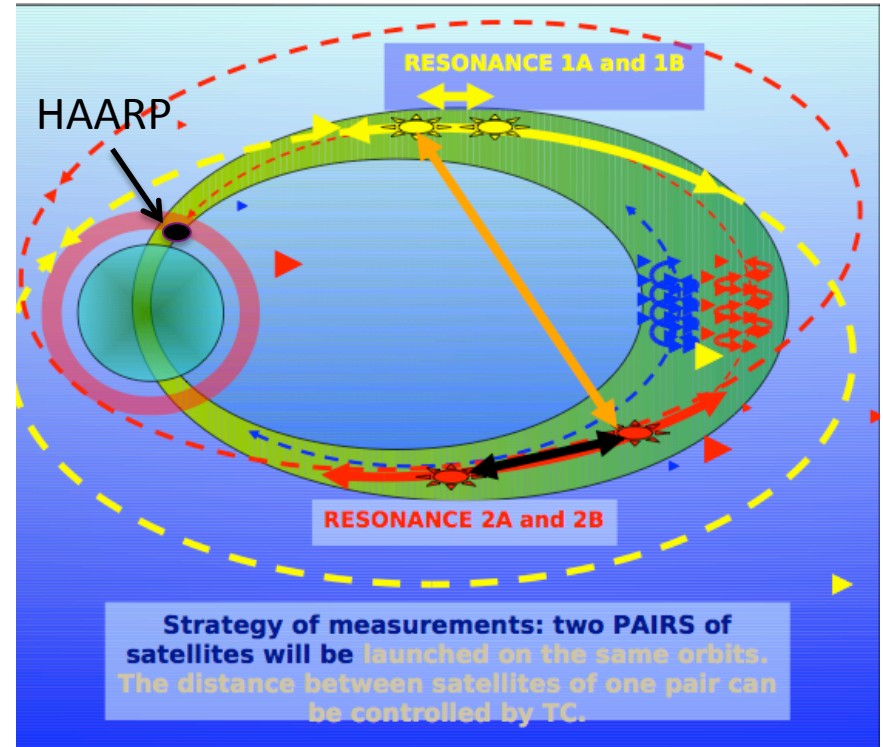 RESONANCE 1A and 1B
HAARP
RESONANCE 2A and 2B
Strategy of measurements: two PAIRS of
satellites will be launched on the same orbits.
The distance between satellites of one pair can
be controlled by TC.